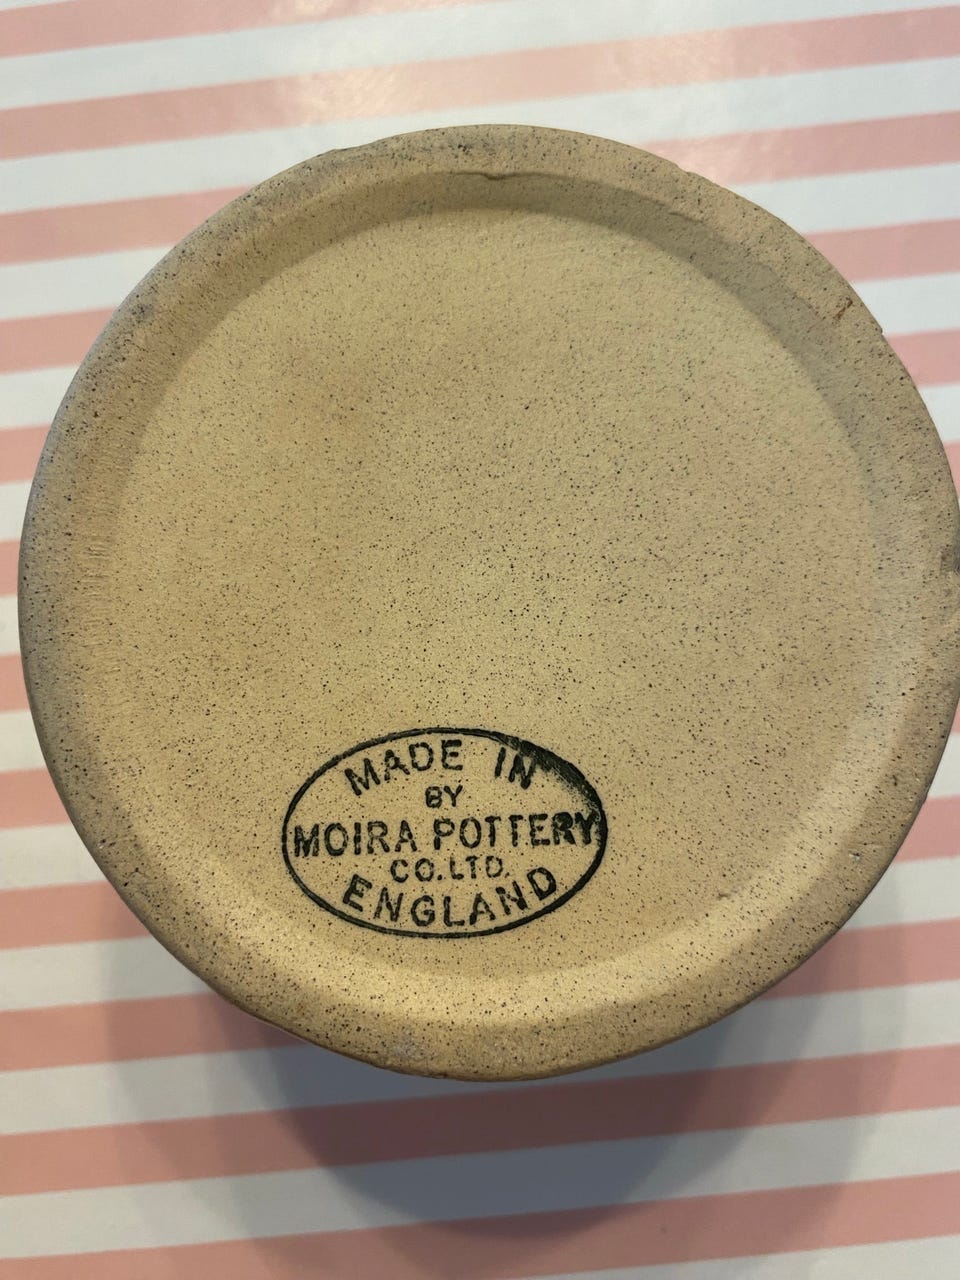 MADE IN
BY
MOIRA POTTERY
CO. LTD.
ENGLAND